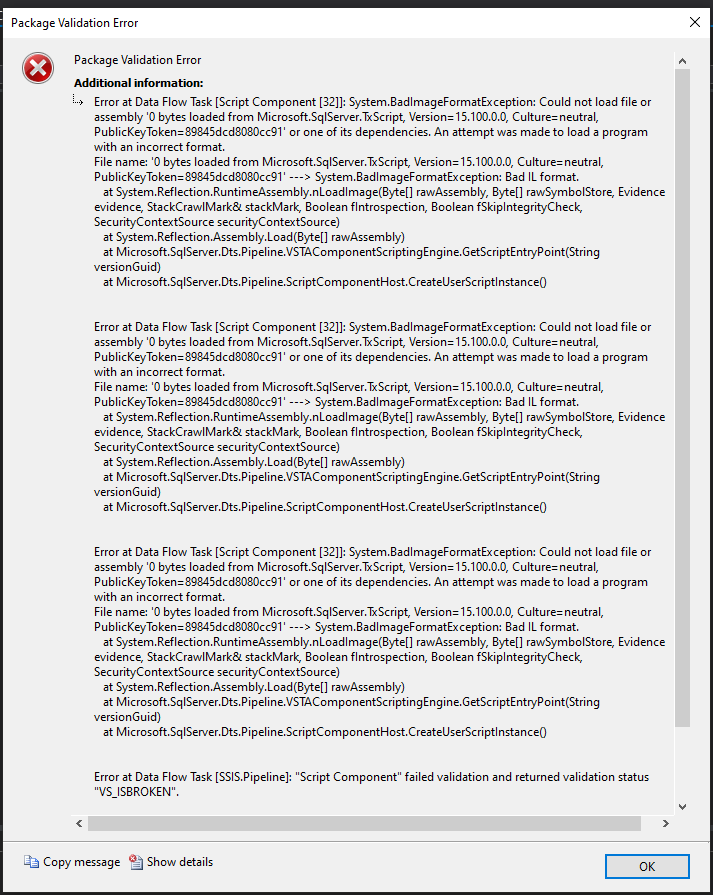 Package Validation Error
Package Validation Error
Additional information:
Error at Data Flow Task [Script Component [32]]: System.BadImageFormatException: Could not load file or
assembly '0 bytes loaded from Microsoft.SqlServer.TxScript, Version=15.100.0.0, Culture=neutral,
PublicKeyToken=89845dcd8080cc91' or one of its dependencies. An attempt was made to load a program
with an incorrect format.
File name: '0 bytes loaded from Microsoft.SqlServer.TxScript, Version=15.100.0.0, Culture=neutral,
PublicKeyToken=89845dcd8080cc91' ---> System.BadImageFormatException: Bad IL format.
at System.Reflection.RuntimeAssembly.nLoadImage(Byte[] rawAssembly, Byte[] rawSymbolStore, Evidence
evidence, StackCrawlMark& stackMark, Boolean fIntrospection, Boolean fSkipIntegrityCheck,
SecurityContextSource securityContextSource)
at System.Reflection.Assembly.Load(Byte[] rawAssembly)
at Microsoft.SqlServer.Dts.Pipeline.VSTAComponentScriptingEngine.GetScriptEntryPoint(String
versionGuid)
at Microsoft.SqlServer.Dts.Pipeline.ScriptComponentHost.CreateUserScriptInstance()
Error at Data Flow Task [Script Component [32]]: System.BadImageFormatException: Could not load file or
assembly '0 bytes loaded from Microsoft.SqlServer.TxScript, Version=15.100.0.0, Culture=neutral,
PublicKeyToken=89845dcd8080cc91' or one of its dependencies. An attempt was made to load a program
with an incorrect format.
File name: '0 bytes loaded from Microsoft.SqlServer.TxScript, Version=15.100.0.0, Culture=neutral,
PublicKeyToken=89845dcd8080cc91' ---> System.BadImageFormatException: Bad IL format.
at System.Reflection.RuntimeAssembly.nLoadImage(Byte[] rawAssembly, Byte[] rawSymbolStore, Evidence
evidence, StackCrawlMark& stackMark, Boolean fIntrospection, Boolean fSkipIntegrityCheck,
SecurityContextSource securityContextSource)
at System.Reflection.Assembly.Load(Byte[] rawAssembly)
at Microsoft.SqlServer.Dts.Pipeline.VSTAComponentScriptingEngine.GetScriptEntryPoint(String
versionGuid)
at Microsoft.SqlServer.Dts.Pipeline.ScriptComponentHost.CreateUserScriptInstance()
Error at Data Flow Task [Script Component [32]]: System.BadImageFormatException: Could not load file or
assembly '0 bytes loaded from Microsoft.SqlServer.TxScript, Version=15.100.0.0, Culture=neutral,
PublicKeyToken=89845dcd8080cc91' or one of its dependencies. An attempt was made to load a program
with an incorrect format.
File name: '0 bytes loaded from Microsoft.SqlServer.TxScript, Version=15.100.0.0, Culture=neutral,
PublicKeyToken=89845dcd8080cc91' ---> System.BadImageFormatException: Bad IL format.
at System.Reflection.RuntimeAssembly.nLoadImage(Byte[] rawAssembly, Byte[] rawSymbolStore, Evidence
evidence, StackCrawlMark& stackMark, Boolean fIntrospection, Boolean fSkipIntegrityCheck,
SecurityContextSource securityContextSource)
at System.Reflection.Assembly.Load(Byte[] rawAssembly)
at Microsoft.SqlServer.Dts.Pipeline.VSTAComponentScriptingEngine.GetScriptEntryPoint(String
versionGuid)
at Microsoft.SqlServer.Dts.Pipeline.ScriptComponentHost.CreateUserScriptInstance()
Error at Data Flow Task [SSIS.Pipeline]: "Script Component" failed validation and returned validation status
"VS_ISBROKEN".
Copy message Show details OK